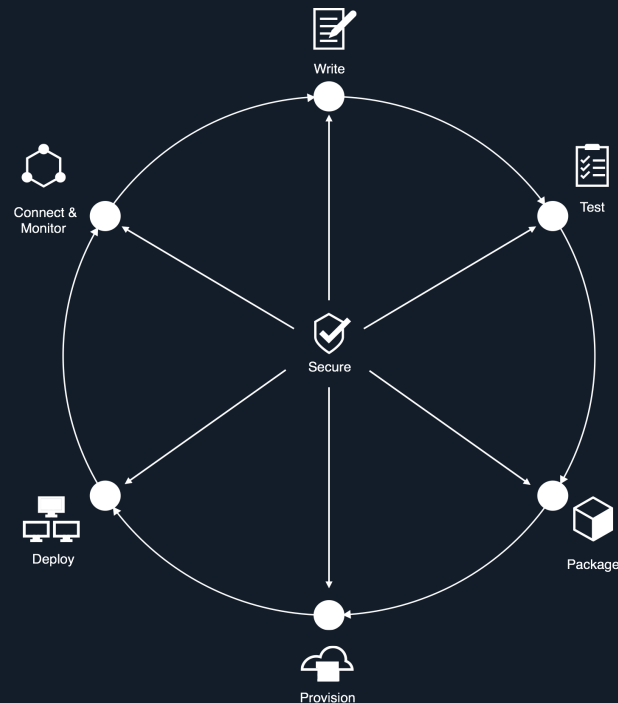 Write
Test
Connect &
Monitor
Secure
Deploy
Package
Provision